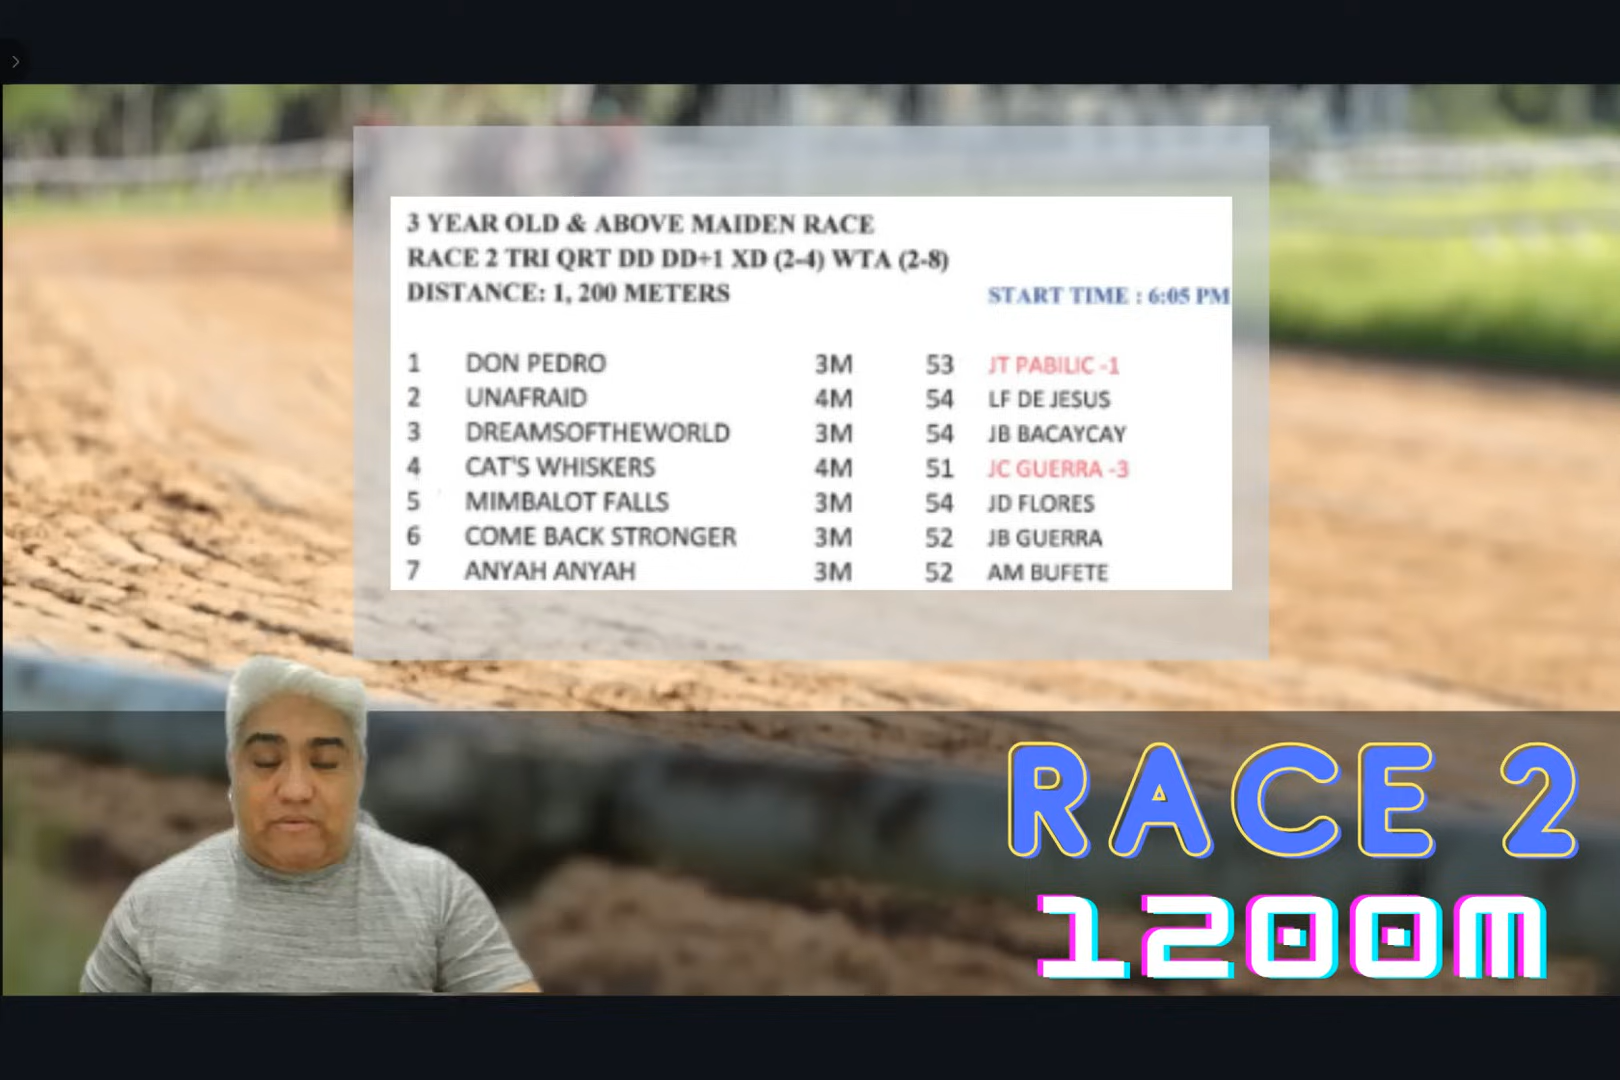 3 YEAR OLD & ABOVE MAIDEN RACE
RACE 2 TRI QRT DD DD+1 XD (2-4) WTA (2-8)
DISTANCE: 1, 200 METERS START TIME : 6:05 PM
1 DON PEDRO 3M 53 JT PABILIC -1
2 UNAFRAID 4M 54 LF DE JESUS
3 DREAMSOFTHEWORLD 3M 54 JB BACAYCAY
4 CAT'S WHISKERS 4M 51 JC GUERRA -3
5 MIMBALOT FALLS 3M 54 JD FLORES
6 COME BACK STRONGER 3M 52 JB GUERRA
7 ANYAH ANYAH 3M 52 AM BUFETE
RACE 2
1200M